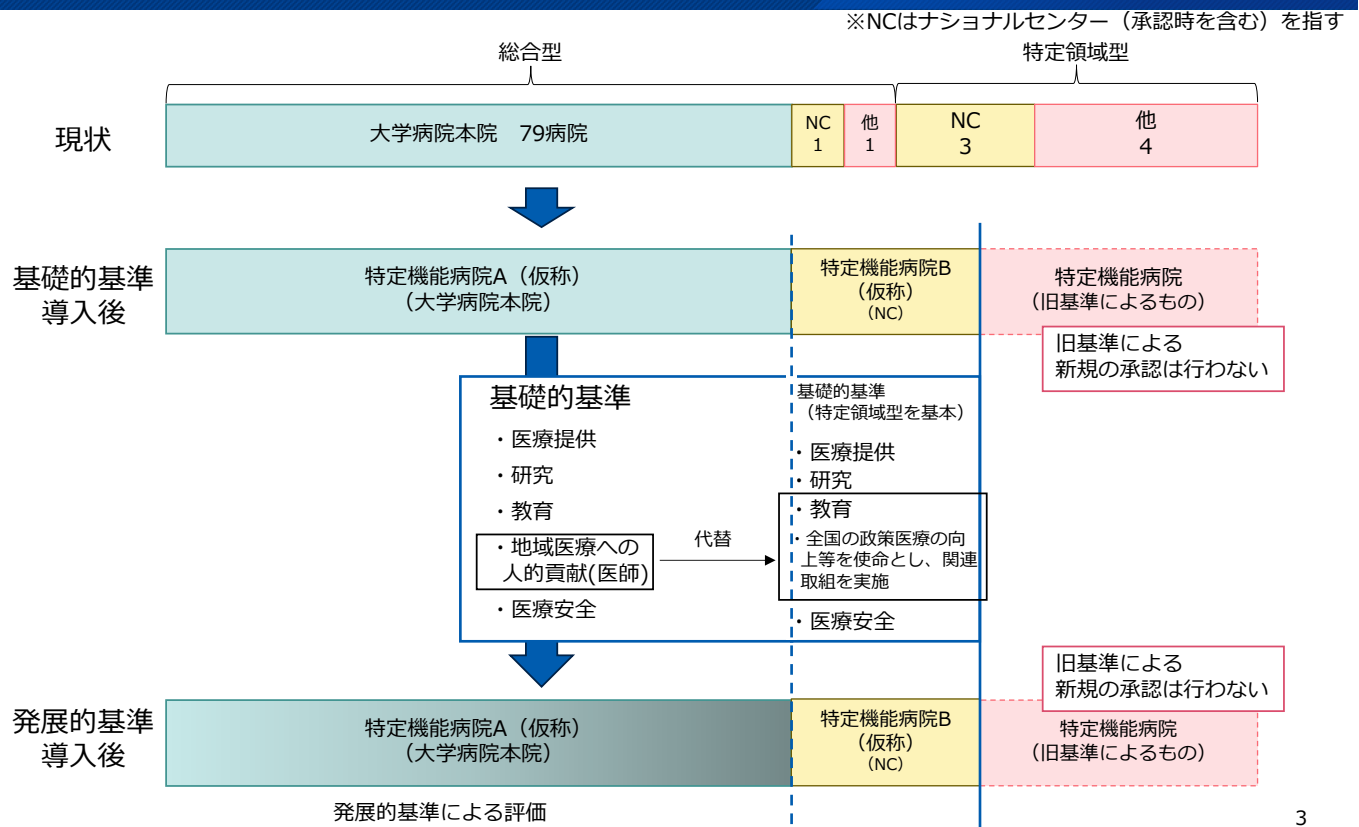 ※NCはナショナルセンター（承認時を含む）を指す
総合型
特定領域型
現状
大学病院本院　79病院
NC
1
他
1
NC
3
他
4
基礎的基準
導入後
特定機能病院A（仮称）
（大学病院本院）
特定機能病院B
（仮称）
（NC）
特定機能病院
（旧基準によるもの）
旧基準による
新規の承認は行わない
基礎的基準
・医療提供
・研究
・教育
・地域医療への
人的貢献(医師)
・医療安全
代替
基礎的基準
（特定領域型を基本）
・医療提供
・研究
・教育
・全国の政策医療の向
上等を使命とし、関連
取組を実施
・医療安全
旧基準による
新規の承認は行わない
発展的基準
導入後
特定機能病院A（仮称）
（大学病院本院）
特定機能病院B
（仮称）
（NC）
特定機能病院
（旧基準によるもの）
発展的基準による評価
3